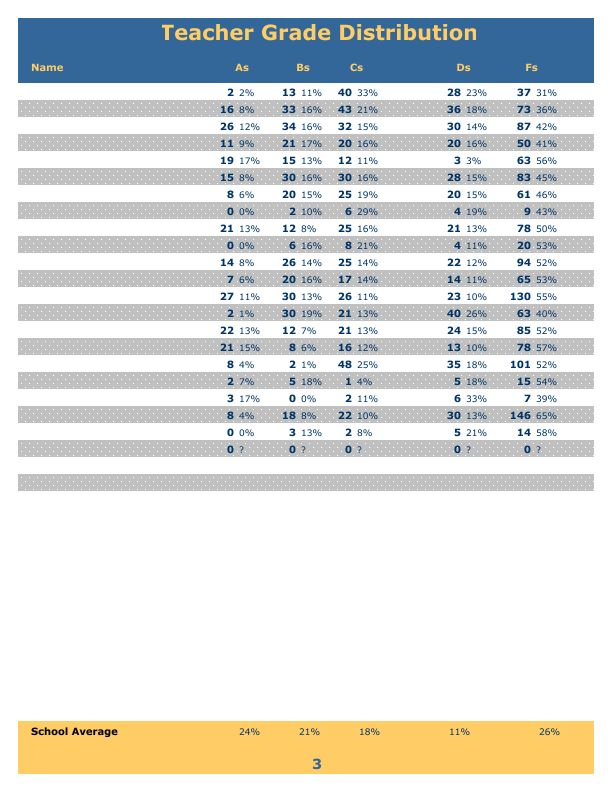 Teacher Grade Distribution
Name As Bs Cs Ds Fs
2 2% 13 11% 40 33% 28 23% 37 31%
16 8% 33 16% 43 21% 36 18% 73 36%
26 12% 34 16% 32 15% 30 14% 87 42%
11 9% 21 17% 20 16% 20 16% 50 41%
19 17% 15 13% 12 11% 3 3% 63 56%
15 8% 30 16% 30 16% 28 15% 83 45%
8 6% 20 15% 25 19% 20 15% 61 46%
0 0% 2 10% 6 29% 4 19% 9 43%
21 13% 12 8% 25 16% 21 13% 78 50%
0 0% 6 16% 8 21% 4 11% 20 53%
14 8% 26 14% 25 14% 22 12% 94 52%
7 6% 20 16% 17 14% 14 11% 65 53%
27 11% 30 13% 26 11% 23 10% 130 55%
2 1% 30 19% 21 13% 40 26% 63 40%
22 13% 12 7% 21 13% 24 15% 85 52%
21 15% 8 6% 16 12% 13 10% 78 57%
8 4% 2 1% 48 25% 35 18% 101 52%
2 7% 5 18% 1 4% 5 18% 15 54%
3 17% 0 0% 2 11% 6 33% 7 39%
8 4% 18 8% 22 10% 30 13% 146 65%
0 0% 3 13% 2 8% 5 21% 14 58%
0 ? 0 ? 0 ? 0 ? 0 ?
School Average 24% 21% 18% 11% 26%
3